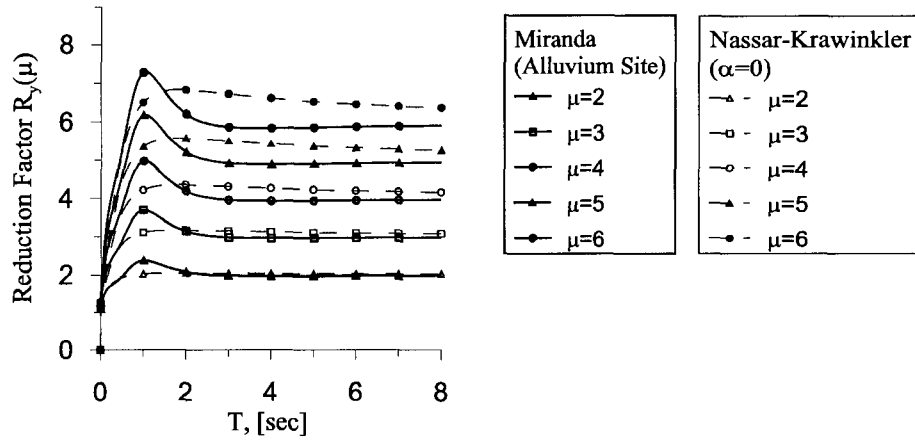 8
6
4
2
0
0
2
4
6
8
Reduction Factor R_y(μ)
T, [sec]
Miranda
(Alluvium Site)
μ=2
μ=3
μ=4
μ=5
μ=6
Nassar-Krawinkler
(α=0)
μ=2
μ=3
μ=4
μ=5
μ=6